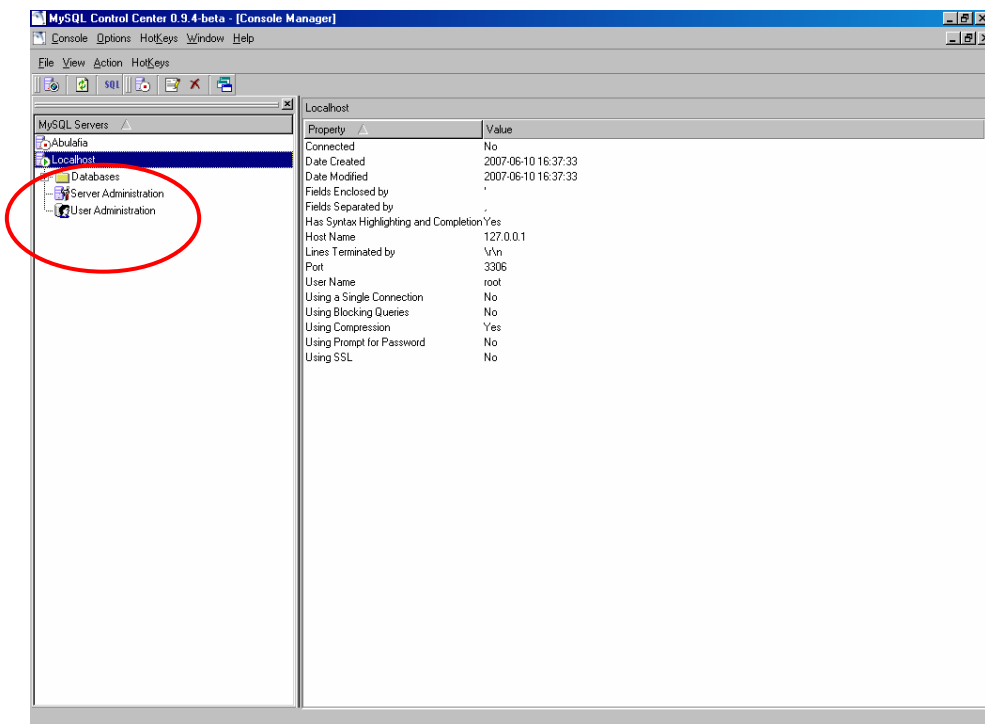 MySQL Control Center 0.9.4-beta - [Console Manager]
Console Options HotKeys Window Help
File View Action HotKeys
SQL
Localhost
MySQL Servers
Property Value
Abulafia
Localhost
Databases
Server Administration
User Administration
Connected No
Date Created 2007-06-10 16:37:33
Date Modified 2007-06-10 16:37:33
Fields Enclosed by '
Fields Separated by ,
Has Syntax Highlighting and Completion Yes
Host Name 127.0.0.1
Lines Terminated by \r\n
Port 3306
User Name root
Using a Single Connection No
Using Blocking Queries No
Using Compression Yes
Using Prompt for Password No
Using SSL No